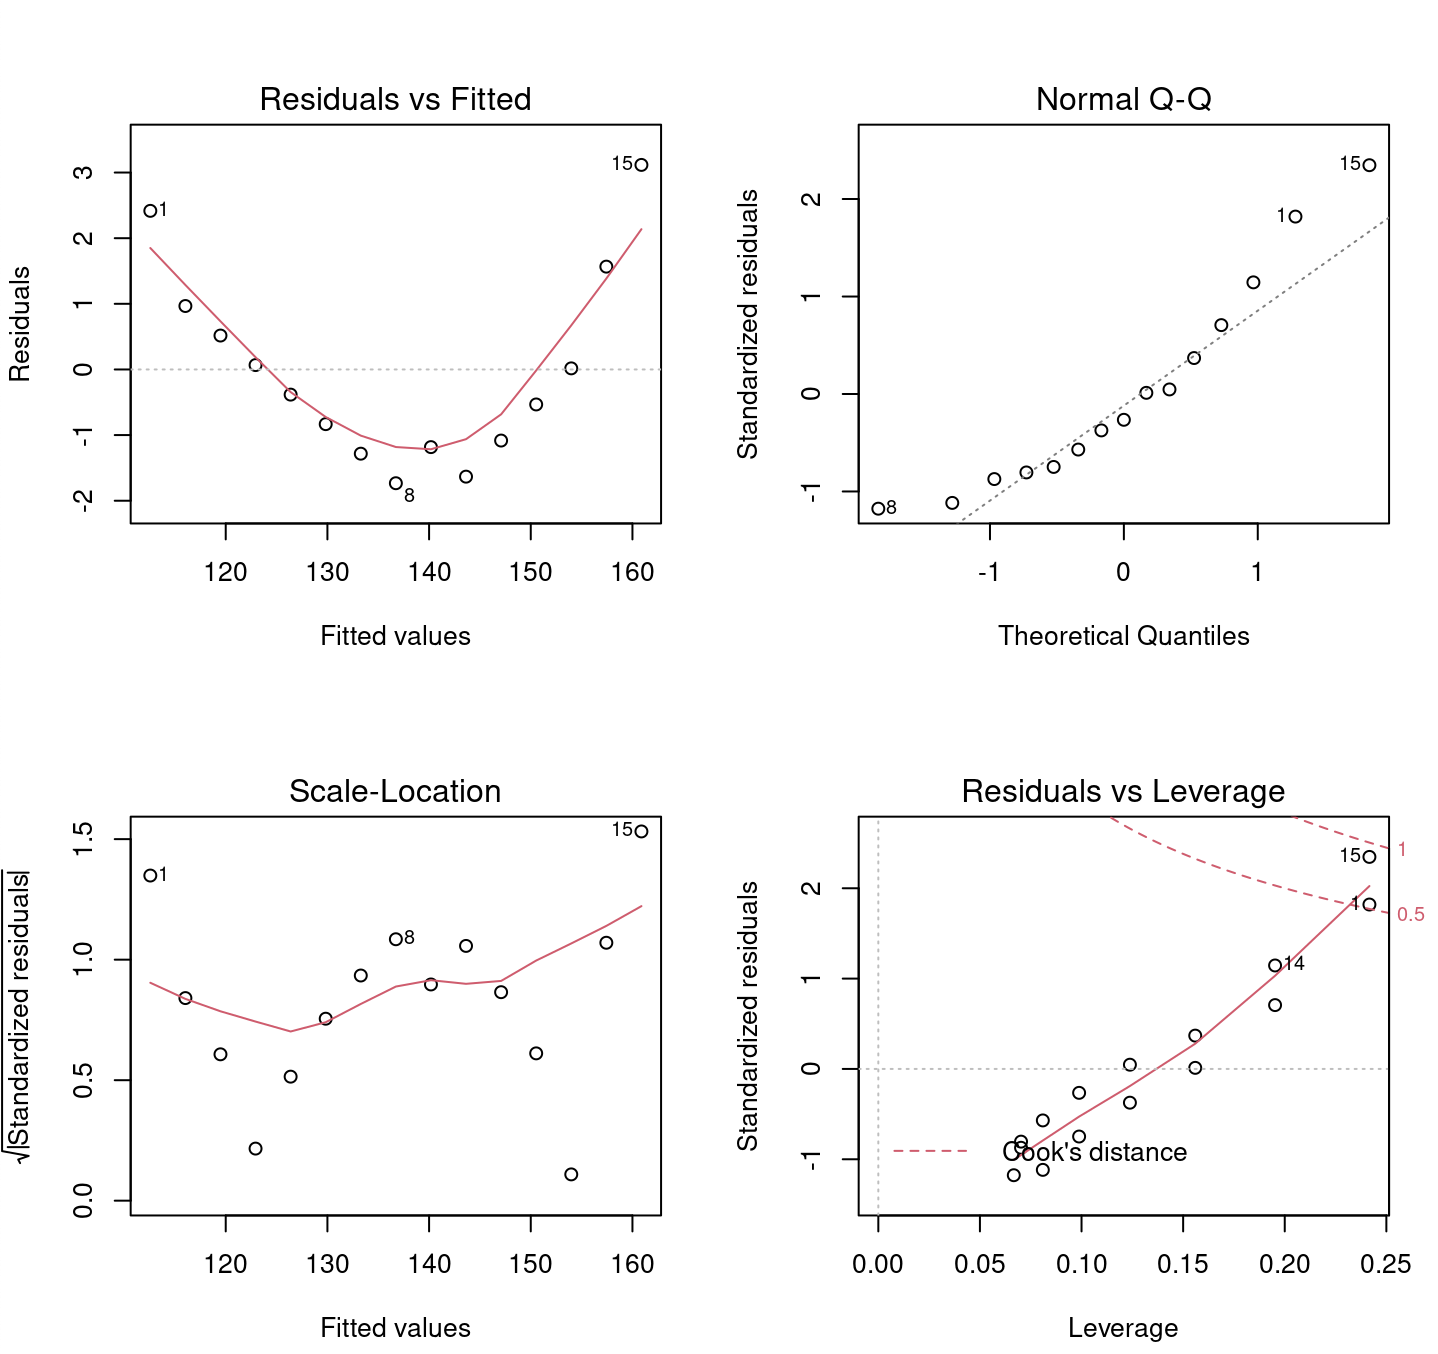 Residuals vs Fitted
Residuals
3
2
1
0
-1
-2
15
1
8
120 130 140 150 160
Fitted values
Normal Q-Q
Standardized residuals
2
1
0
-1
15
1
8
-1 0 1
Theoretical Quantiles
Scale-Location
√|Standardized residuals|
1.5
1.0
0.5
0.0
15
1
8
120 130 140 150 160
Fitted values
Residuals vs Leverage
Standardized residuals
2
1
0
-1
15
1
14
1
0.5
Cook's distance
0.00 0.05 0.10 0.15 0.20 0.25
Leverage